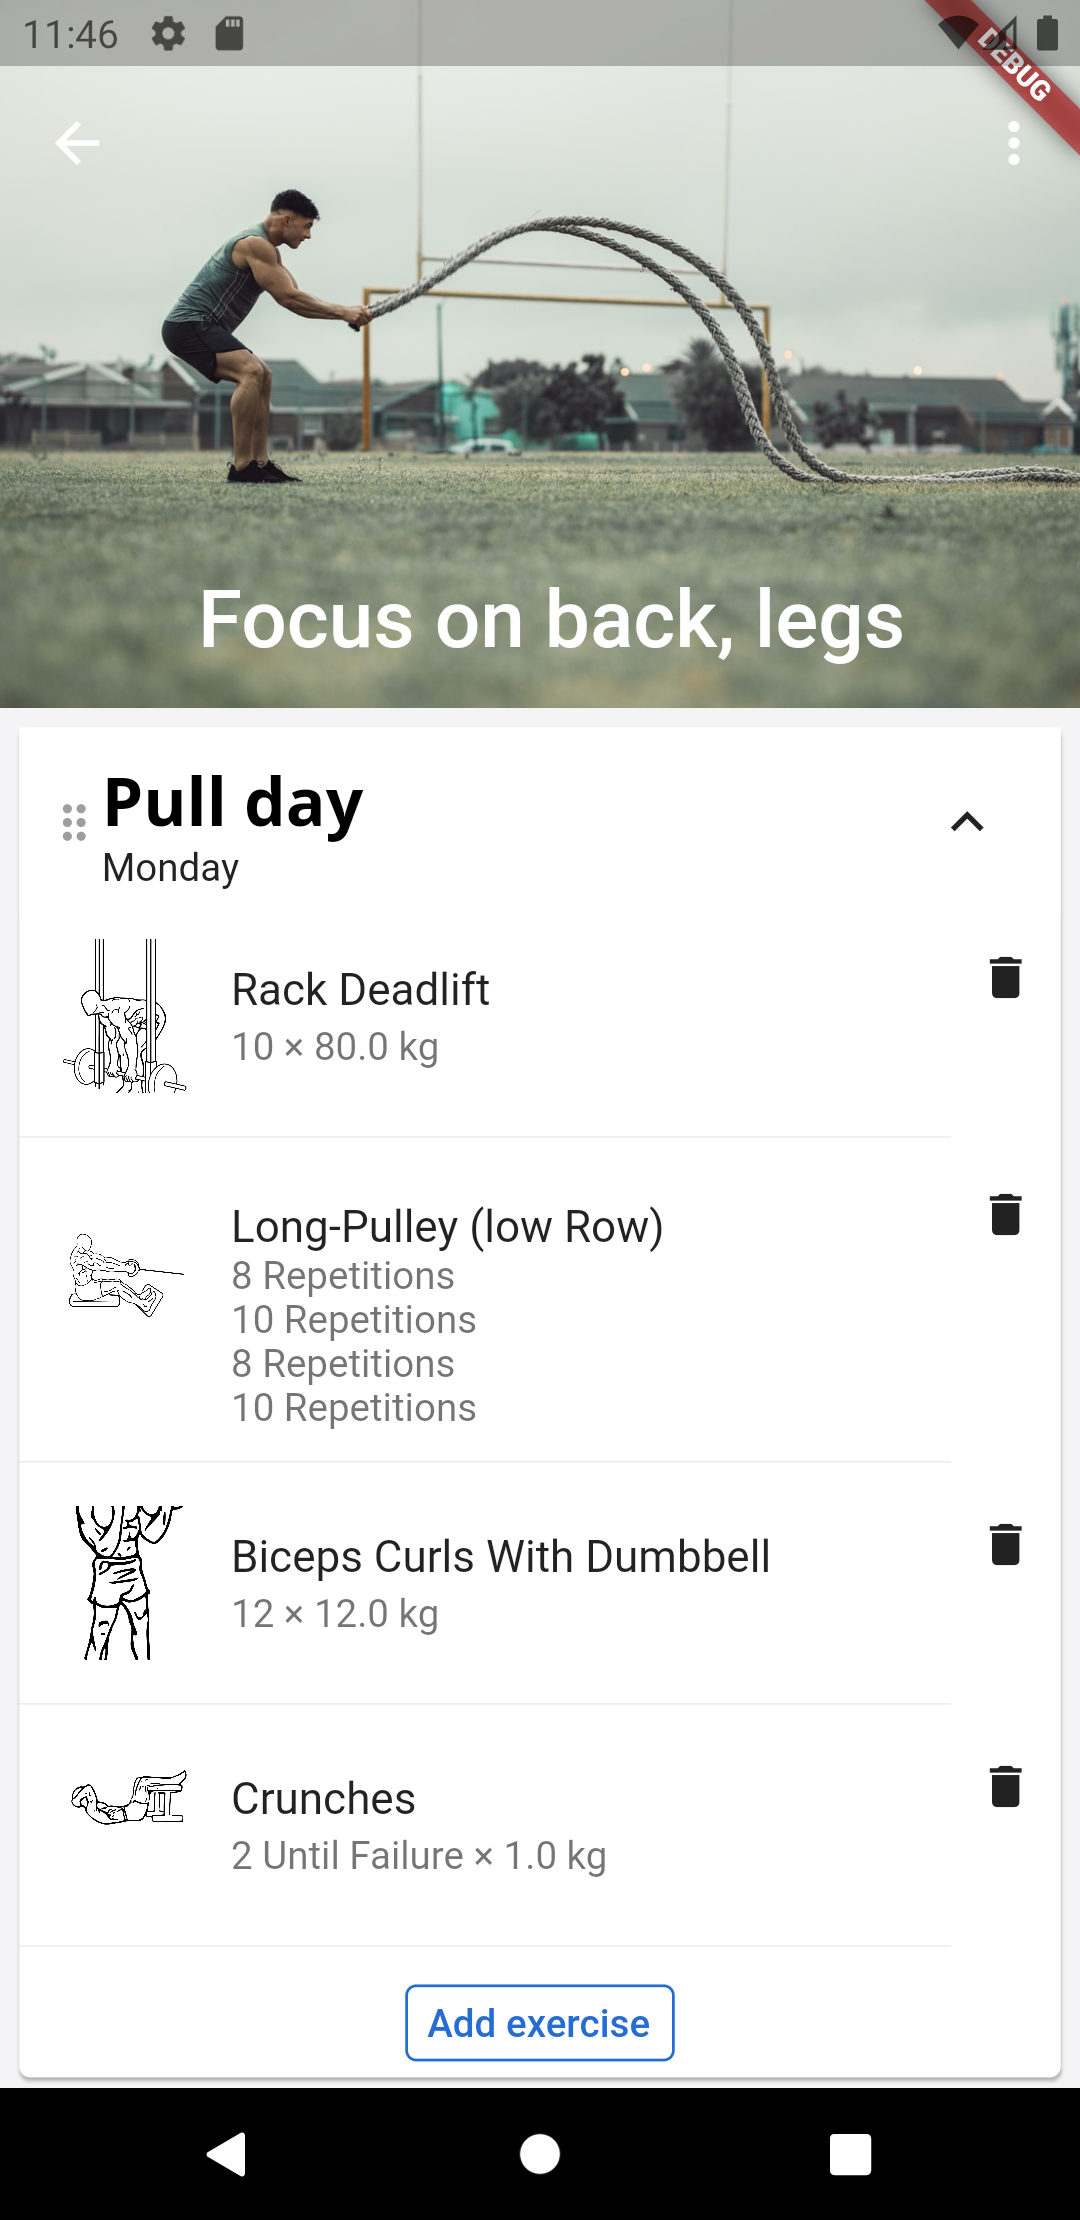 11:46
DEBUG
Focus on back, legs
Pull day
Monday
Rack Deadlift
10 × 80.0 kg
Long-Pulley (low Row)
8 Repetitions
10 Repetitions
8 Repetitions
10 Repetitions
Biceps Curls With Dumbbell
12 × 12.0 kg
Crunches
2 Until Failure × 1.0 kg
Add exercise